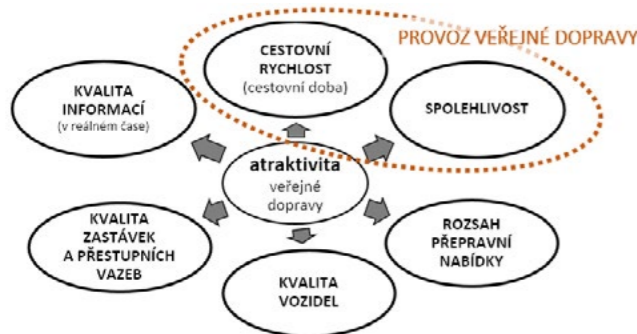 PROVOZ VEŘEJNÉ DOPRAVY
CESTOVNÍ
RYCHLOST
(cestovní doba)
KVALITA
INFORMACÍ
(v reálném čase)
SPOLEHLIVOST
atraktivita
veřejné
dopravy
KVALITA
ZASTÁVEK
A PŘESTUPNÍCH
VAZEB
ROZSAH
PŘEPRAVNÍ
NABÍDKY
KVALITA
VOZIDEL